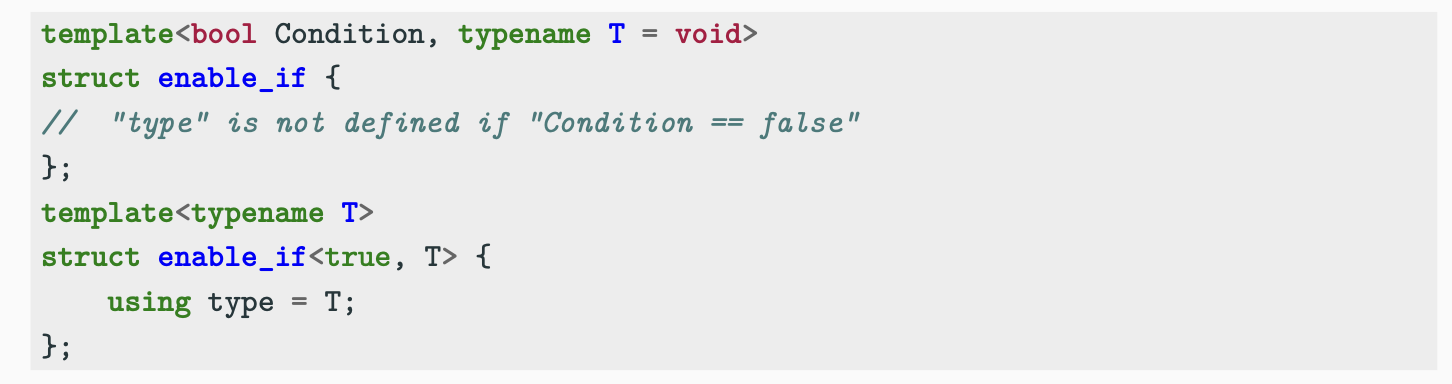 template<bool Condition, typename T = void>
struct enable_if {
//  "type" is not defined if "Condition == false"
};
template<typename T>
struct enable_if<true, T> {
    using type = T;
};